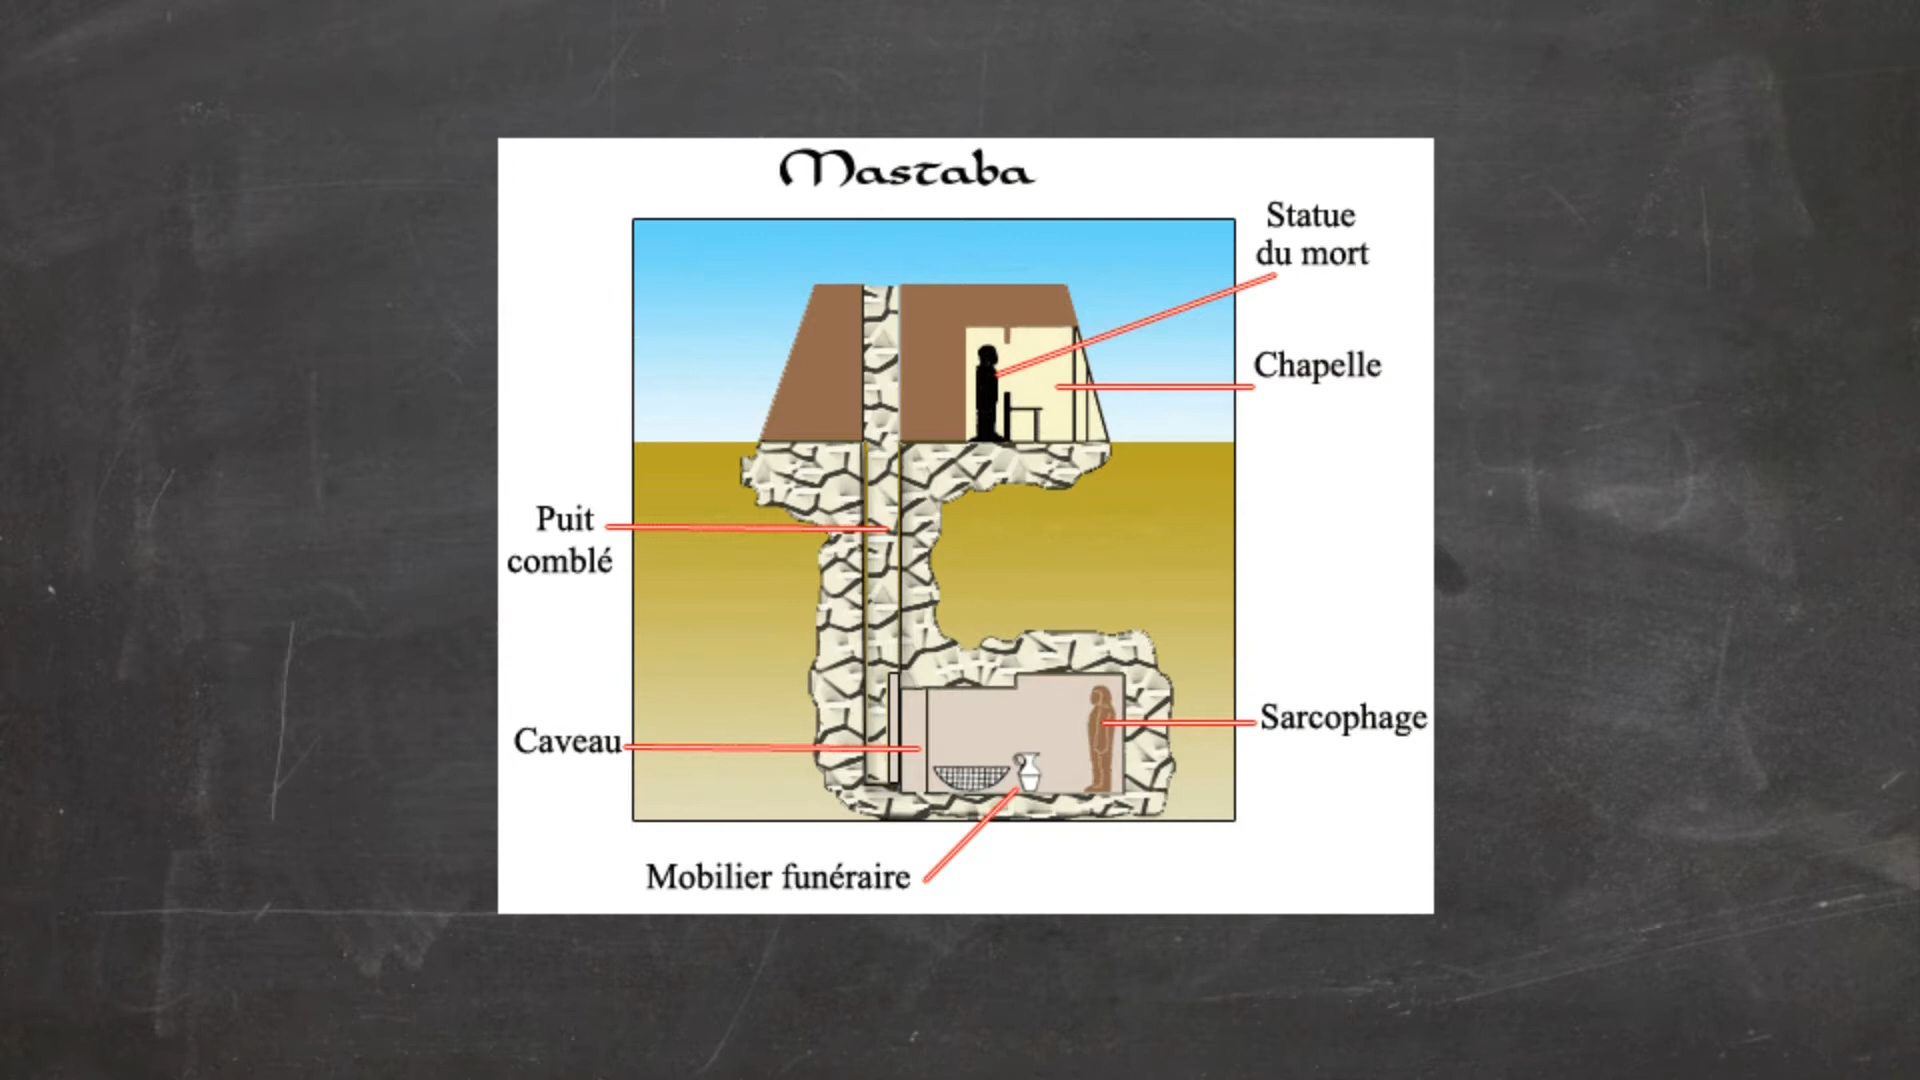 Mastaba
Statue
du mort
Chapelle
Puit
comblé
Caveau
Sarcophage
Mobilier funéraire